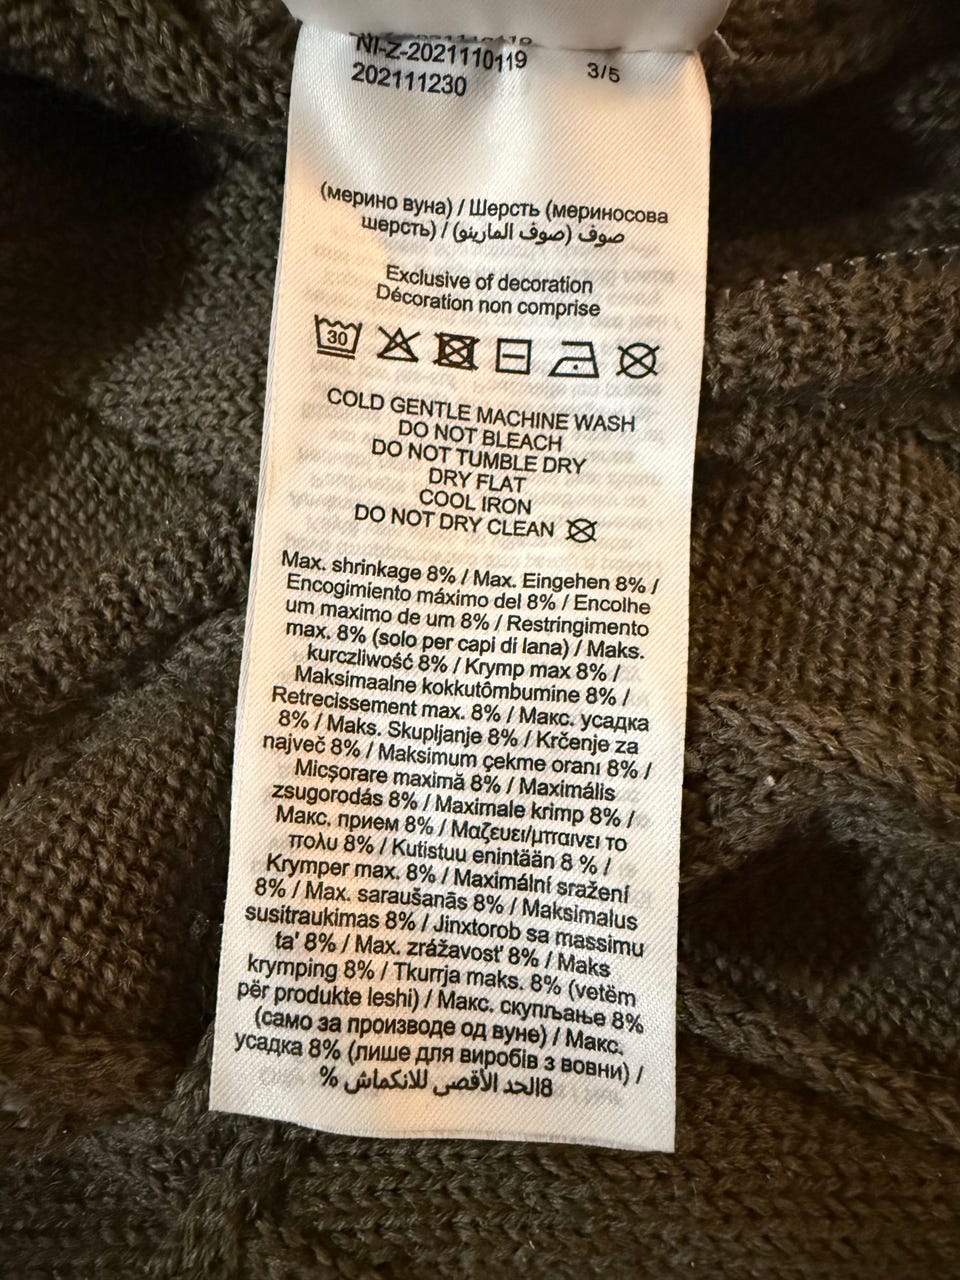 NI-Z-2021110119
202111230
3/5
(мерино вуна) / Шерсть (мериносова
шерсть) / صوف (صوف المارينو)
Exclusive of decoration
Décoration non comprise
30
COLD GENTLE MACHINE WASH
DO NOT BLEACH
DO NOT TUMBLE DRY
DRY FLAT
COOL IRON
DO NOT DRY CLEAN
Max. shrinkage 8% / Max. Eingehen 8% /
Encogimiento máximo del 8% / Encolhe
um maximo de um 8% / Restringimento
max. 8% (solo per capi di lana) / Maks.
kurczliwość 8% / Krymp max 8% /
Maksimaalne kokkutõmbumine 8% /
Retrecissement max. 8% / Макс. усадка
8% / Maks. Skupljanje 8% / Krčenje za
največ 8% / Maksimum çekme oranı 8% /
Micșorare maximă 8% / Maximális
zsugorodás 8% / Maximale krimp 8% /
Макс. прием 8% / Μαζευει/μπαινει το
πολυ 8% / Kutistuu enintään 8 % /
Krymper max. 8% / Maximální sražení
8% / Max. saraušanās 8% / Maksimalus
susitraukimas 8% / Jinxtorob sa massimu
ta' 8% / Max. zrážavosť 8% / Maks
krymping 8% / Tkurrja maks. 8% (vetëm
për produkte leshi) / Макс. скупљање 8%
(само за производе од вуне) / Макс.
усадка 8% (лише для виробів з вовни) /
8الحد الأقصى للانكماش %